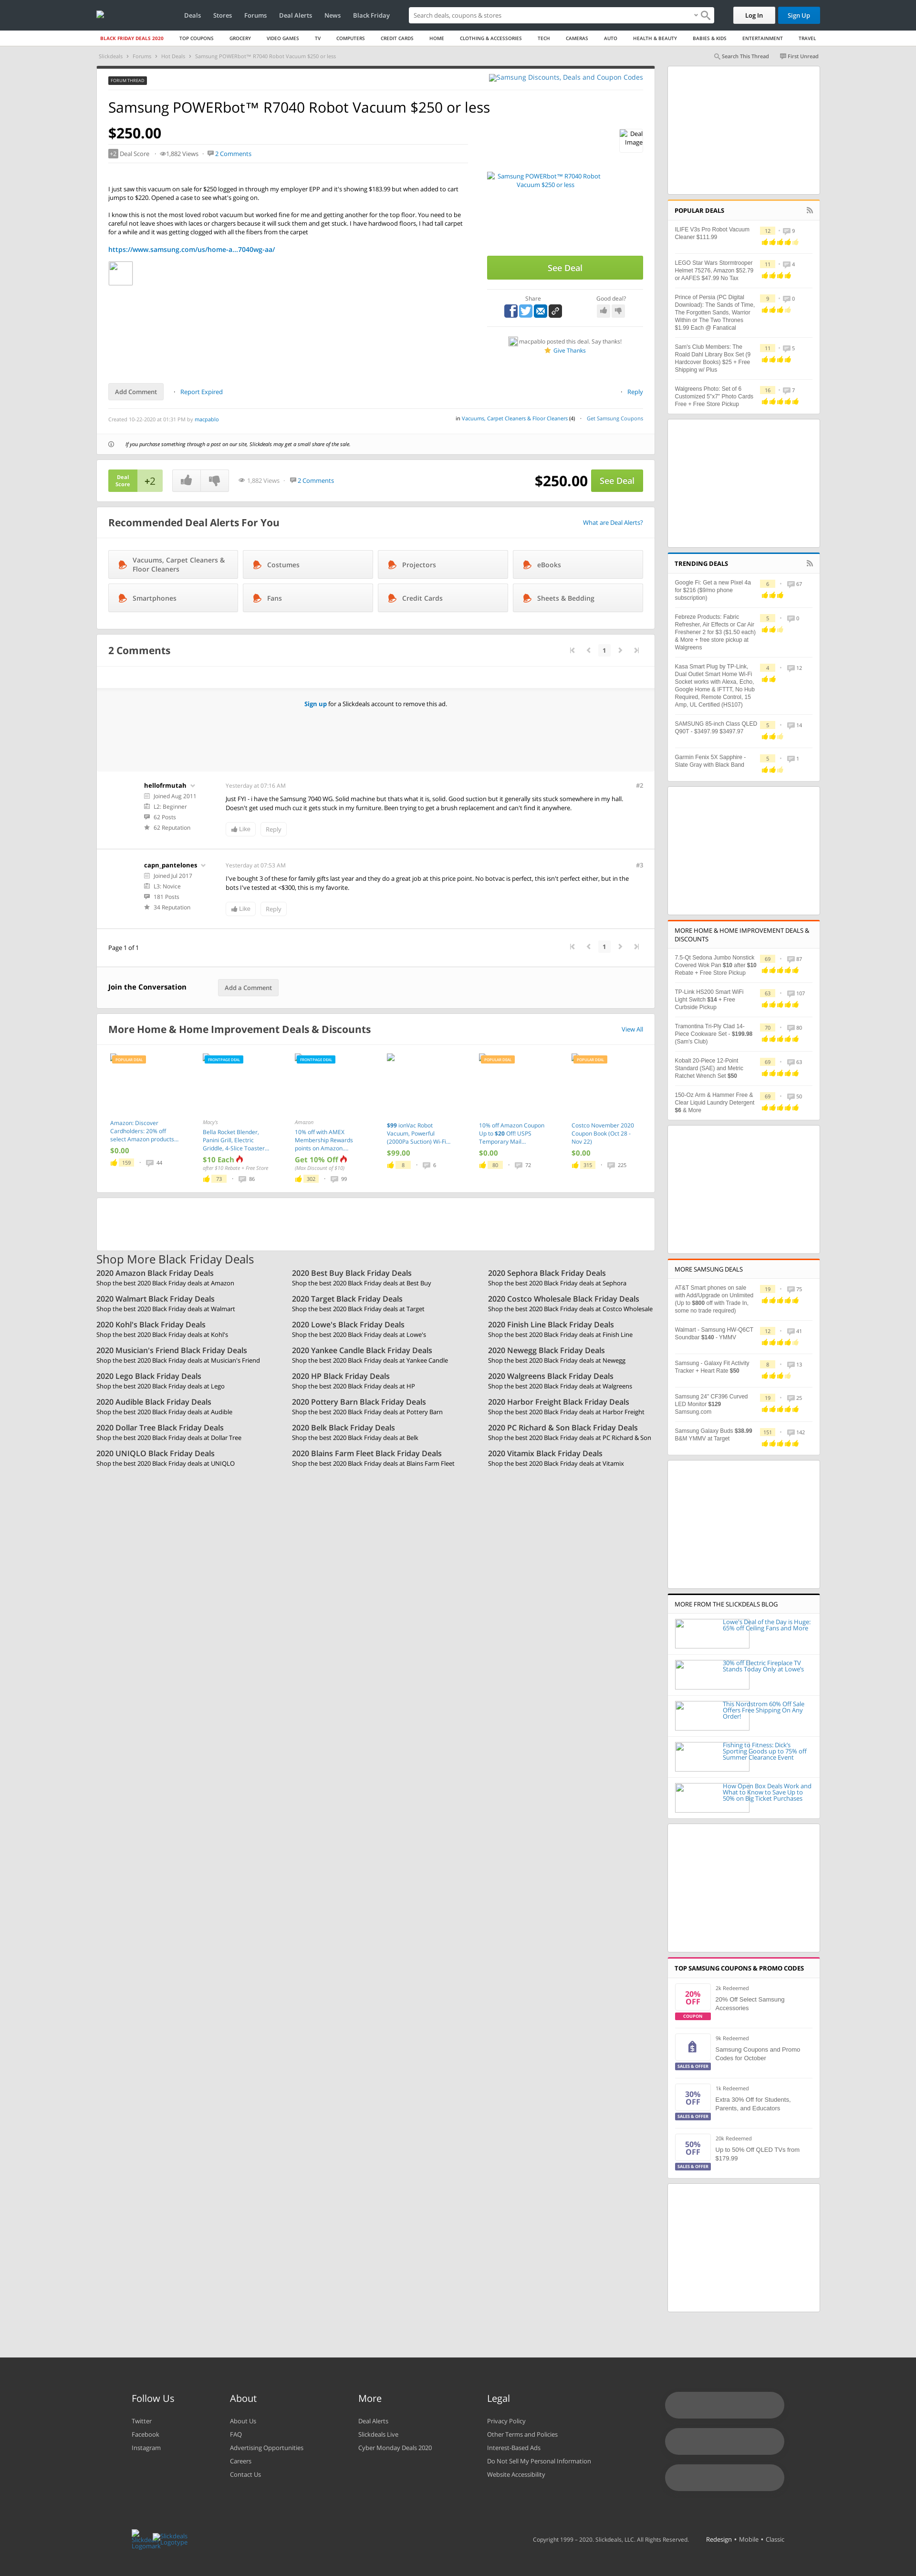 Deals Stores Forums Deal Alerts News Black Friday
Search deals, coupons & stores
Log In
Sign Up
BLACK FRIDAY DEALS 2020 TOP COUPONS GROCERY VIDEO GAMES TV COMPUTERS CREDIT CARDS HOME CLOTHING & ACCESSORIES TECH CAMERAS AUTO HEALTH & BEAUTY BABIES & KIDS ENTERTAINMENT TRAVEL
Slickdeals > Forums > Hot Deals > Samsung POWERbot™ R7040 Robot Vacuum $250 or less
Search This Thread First Unread
FORUM THREAD
Samsung Discounts, Deals and Coupon Codes
Samsung POWERbot™ R7040 Robot Vacuum $250 or less
$250.00
+2 Deal Score · 1,882 Views · 2 Comments
Deal Image
I just saw this vacuum on sale for $250 logged in through my employer EPP and it's showing $183.99 but when added to cart
jumps to $220. Opened a case to see what's going on.
I know this is not the most loved robot vacuum but worked fine for me and getting another for the top floor. You need to be
careful not leave shoes with laces or chargers because it will suck them and get stuck. I have hardwood floors, I had tall carpet
for a while and it was getting clogged with all the fibers from the carpet
https://www.samsung.com/us/home-a...7040wg-aa/
Samsung POWERbot™ R7040 Robot
Vacuum $250 or less
See Deal
Share
Good deal?
macpablo posted this deal. Say thanks!
Give Thanks
Add Comment
Report Expired
Reply
Created 10-22-2020 at 01:31 PM by macpablo
in Vacuums, Carpet Cleaners & Floor Cleaners (4) · Get Samsung Coupons
If you purchase something through a post on our site, Slickdeals may get a small share of the sale.
Deal Score
+2
1,882 Views · 2 Comments
$250.00
See Deal
Recommended Deal Alerts For You
What are Deal Alerts?
Vacuums, Carpet Cleaners & Floor Cleaners
Costumes
Projectors
eBooks
Smartphones
Fans
Credit Cards
Sheets & Bedding
2 Comments
1
Sign up for a Slickdeals account to remove this ad.
hellofrmutah
Joined Aug 2011
L2: Beginner
62 Posts
62 Reputation
Yesterday at 07:16 AM
#2
Just FYI - i have the Samsung 7040 WG. Solid machine but thats what it is, solid. Good suction but it generally sits stuck somewhere in my hall.
Doesn't get used much cuz it gets stuck in my furniture. Been trying to get a brush replacement and can't find it anywhere.
Like
Reply
capn_pantelones
Joined Jul 2017
L3: Novice
181 Posts
34 Reputation
Yesterday at 07:53 AM
#3
I've bought 3 of these for family gifts last year and they do a great job at this price point. No botvac is perfect, this isn't perfect either, but in the
bots I've tested at <$300, this is my favorite.
Like
Reply
Page 1 of 1
1
Join the Conversation
Add a Comment
More Home & Home Improvement Deals & Discounts
View All
POPULAR DEAL
Amazon: Discover
Cardholders: 20% off
select Amazon products...
$0.00
159 · 44
FRONTPAGE DEAL
Macy's
Bella Rocket Blender,
Panini Grill, Electric
Griddle, 4-Slice Toaster...
$10 Each
after $10 Rebate + Free Store
73 · 86
FRONTPAGE DEAL
Amazon
10% off with AMEX
Membership Rewards
points on Amazon....
Get 10% Off
(Max Discount of $10)
302 · 99
$99 ionVac Robot
Vacuum, Powerful
(2000Pa Suction) Wi-Fi...
$99.00
8 · 6
POPULAR DEAL
10% off Amazon Coupon
Up to $20 Off! USPS
Temporary Mail...
$0.00
80 · 72
POPULAR DEAL
Costco November 2020
Coupon Book (Oct 28 -
Nov 22)
$0.00
315 · 225
Shop More Black Friday Deals
2020 Amazon Black Friday Deals
Shop the best 2020 Black Friday deals at Amazon
2020 Best Buy Black Friday Deals
Shop the best 2020 Black Friday deals at Best Buy
2020 Sephora Black Friday Deals
Shop the best 2020 Black Friday deals at Sephora
2020 Walmart Black Friday Deals
Shop the best 2020 Black Friday deals at Walmart
2020 Target Black Friday Deals
Shop the best 2020 Black Friday deals at Target
2020 Costco Wholesale Black Friday Deals
Shop the best 2020 Black Friday deals at Costco Wholesale
2020 Kohl's Black Friday Deals
Shop the best 2020 Black Friday deals at Kohl's
2020 Lowe's Black Friday Deals
Shop the best 2020 Black Friday deals at Lowe's
2020 Finish Line Black Friday Deals
Shop the best 2020 Black Friday deals at Finish Line
2020 Musician's Friend Black Friday Deals
Shop the best 2020 Black Friday deals at Musician's Friend
2020 Yankee Candle Black Friday Deals
Shop the best 2020 Black Friday deals at Yankee Candle
2020 Newegg Black Friday Deals
Shop the best 2020 Black Friday deals at Newegg
2020 Lego Black Friday Deals
Shop the best 2020 Black Friday deals at Lego
2020 HP Black Friday Deals
Shop the best 2020 Black Friday deals at HP
2020 Walgreens Black Friday Deals
Shop the best 2020 Black Friday deals at Walgreens
2020 Audible Black Friday Deals
Shop the best 2020 Black Friday deals at Audible
2020 Pottery Barn Black Friday Deals
Shop the best 2020 Black Friday deals at Pottery Barn
2020 Harbor Freight Black Friday Deals
Shop the best 2020 Black Friday deals at Harbor Freight
2020 Dollar Tree Black Friday Deals
Shop the best 2020 Black Friday deals at Dollar Tree
2020 Belk Black Friday Deals
Shop the best 2020 Black Friday deals at Belk
2020 PC Richard & Son Black Friday Deals
Shop the best 2020 Black Friday deals at PC Richard & Son
2020 UNIQLO Black Friday Deals
Shop the best 2020 Black Friday deals at UNIQLO
2020 Blains Farm Fleet Black Friday Deals
Shop the best 2020 Black Friday deals at Blains Farm Fleet
2020 Vitamix Black Friday Deals
Shop the best 2020 Black Friday deals at Vitamix
POPULAR DEALS
ILIFE V3s Pro Robot Vacuum
Cleaner $111.99
12 · 9
LEGO Star Wars Stormtrooper
Helmet 75276, Amazon $52.79
or AAFES $47.99 No Tax
11 · 4
Prince of Persia (PC Digital
Download): The Sands of Time,
The Forgotten Sands, Warrior
Within or The Two Thrones
$1.99 Each @ Fanatical
9 · 0
Sam's Club Members: The
Roald Dahl Library Box Set (9
Hardcover Books) $25 + Free
Shipping w/ Plus
11 · 5
Walgreens Photo: Set of 6
Customized 5"x7" Photo Cards
Free + Free Store Pickup
16 · 7
TRENDING DEALS
Google Fi: Get a new Pixel 4a
for $216 ($9/mo phone
subscription)
6 · 67
Febreze Products: Fabric
Refresher, Air Effects or Car Air
Freshener 2 for $3 ($1.50 each)
& More + free store pickup at
Walgreens
5 · 0
Kasa Smart Plug by TP-Link,
Dual Outlet Smart Home Wi-Fi
Socket works with Alexa, Echo,
Google Home & IFTTT, No Hub
Required, Remote Control, 15
Amp, UL Certified (HS107)
4 · 12
SAMSUNG 85-inch Class QLED
Q90T - $3497.99 $3497.97
5 · 14
Garmin Fenix 5X Sapphire -
Slate Gray with Black Band
5 · 1
MORE HOME & HOME IMPROVEMENT DEALS &
DISCOUNTS
7.5-Qt Sedona Jumbo Nonstick
Covered Wok Pan $10 after $10
Rebate + Free Store Pickup
69 · 87
TP-Link HS200 Smart WiFi
Light Switch $14 + Free
Curbside Pickup
63 · 107
Tramontina Tri-Ply Clad 14-
Piece Cookware Set - $199.98
(Sam's Club)
70 · 80
Kobalt 20-Piece 12-Point
Standard (SAE) and Metric
Ratchet Wrench Set $50
69 · 63
150-Oz Arm & Hammer Free &
Clear Liquid Laundry Detergent
$6 & More
69 · 50
MORE SAMSUNG DEALS
AT&T Smart phones on sale
with Add/Upgrade on Unlimited
(Up to $800 off with Trade In,
some no trade required)
19 · 75
Walmart - Samsung HW-Q6CT
Soundbar $140 - YMMV
12 · 41
Samsung - Galaxy Fit Activity
Tracker + Heart Rate $50
8 · 13
Samsung 24" CF396 Curved
LED Monitor $129
Samsung.com
19 · 25
Samsung Galaxy Buds $38.99
B&M YMMV at Target
151 · 142
MORE FROM THE SLICKDEALS BLOG
Lowe's Deal of the Day is Huge:
65% off Ceiling Fans and More
30% off Electric Fireplace TV
Stands Today Only at Lowe's
This Nordstrom 60% Off Sale
Offers Free Shipping On Any
Order!
Fishing to Fitness: Dick's
Sporting Goods up to 75% off
Summer Clearance Event
How Open Box Deals Work and
What to Know to Save Up to
50% on Big Ticket Purchases
TOP SAMSUNG COUPONS & PROMO CODES
20% OFF
COUPON
2k Redeemed
20% Off Select Samsung
Accessories
SALES & OFFER
9k Redeemed
Samsung Coupons and Promo
Codes for October
30% OFF
SALES & OFFER
1k Redeemed
Extra 30% Off for Students,
Parents, and Educators
50% OFF
SALES & OFFER
20k Redeemed
Up to 50% Off QLED TVs from
$179.99
Follow Us
Twitter
Facebook
Instagram
About
About Us
FAQ
Advertising Opportunities
Careers
Contact Us
More
Deal Alerts
Slickdeals Live
Cyber Monday Deals 2020
Legal
Privacy Policy
Other Terms and Policies
Interest-Based Ads
Do Not Sell My Personal Information
Website Accessibility
Slickdeals Logomark
Slickdeals Logotype
Copyright 1999 – 2020. Slickdeals, LLC. All Rights Reserved.
Redesign • Mobile • Classic